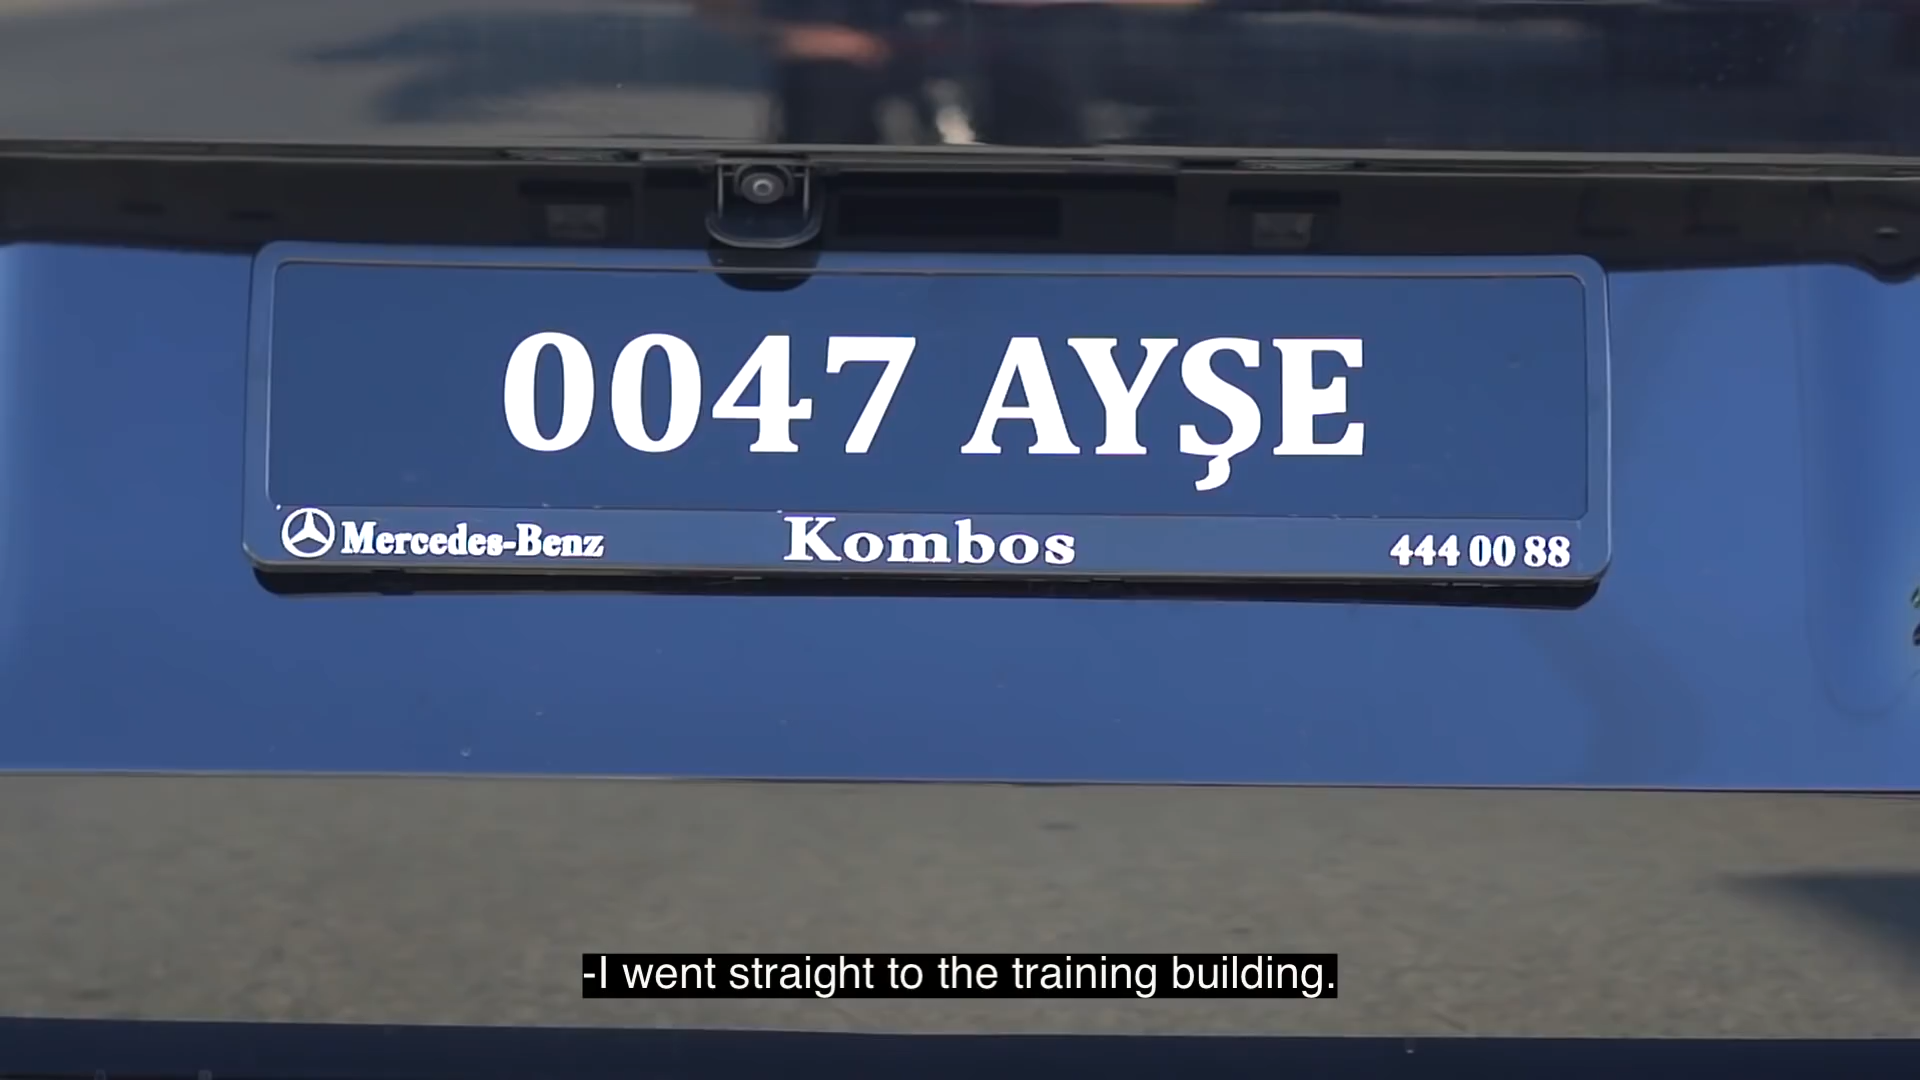 0047 AYŞE
Mercedes-Benz Kombos 444 00 88
-I went straight to the training building.